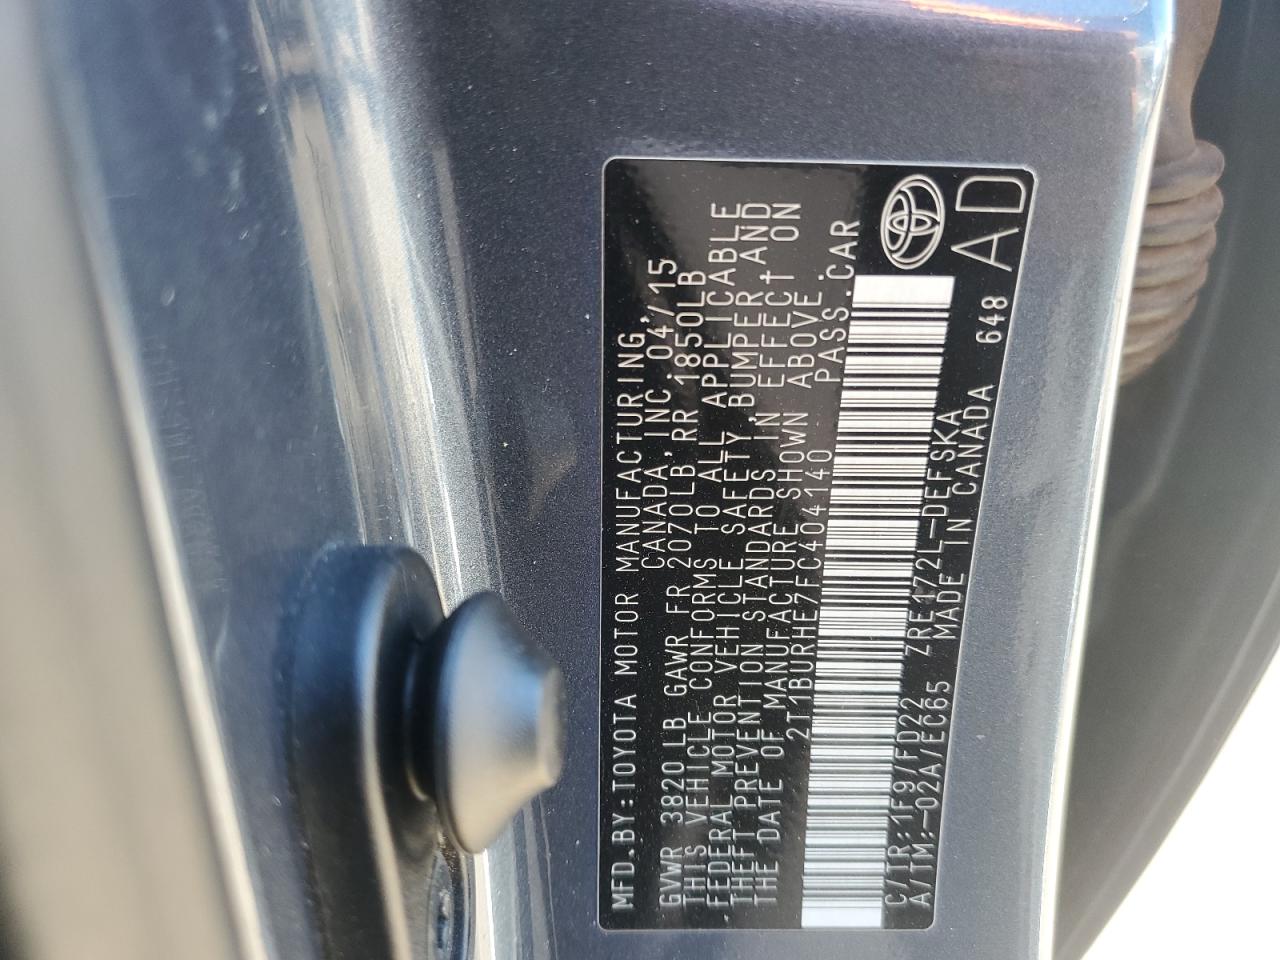 MFD.BY:TOYOTA MOTOR MANUFACTURING,
CANADA,INC.04/15
GVWR 3820LB GAWR FR 2070LB,RR 1850LB
THIS VEHICLE CONFORMS TO ALL APPLICABLE
FEDERAL MOTOR VEHICLE SAFETY,BUMPER,AND
THEFT PREVENTION STANDARDS IN EFFECT ON
THE DATE OF MANUFACTURE SHOWN ABOVE.
2T1BURHE7FC404140 PASS.CAR
C/TR:1F9/FD22 ZRE172L-DEFSKA
A/TM:-02A/EC65 MADE IN CANADA 648
AD